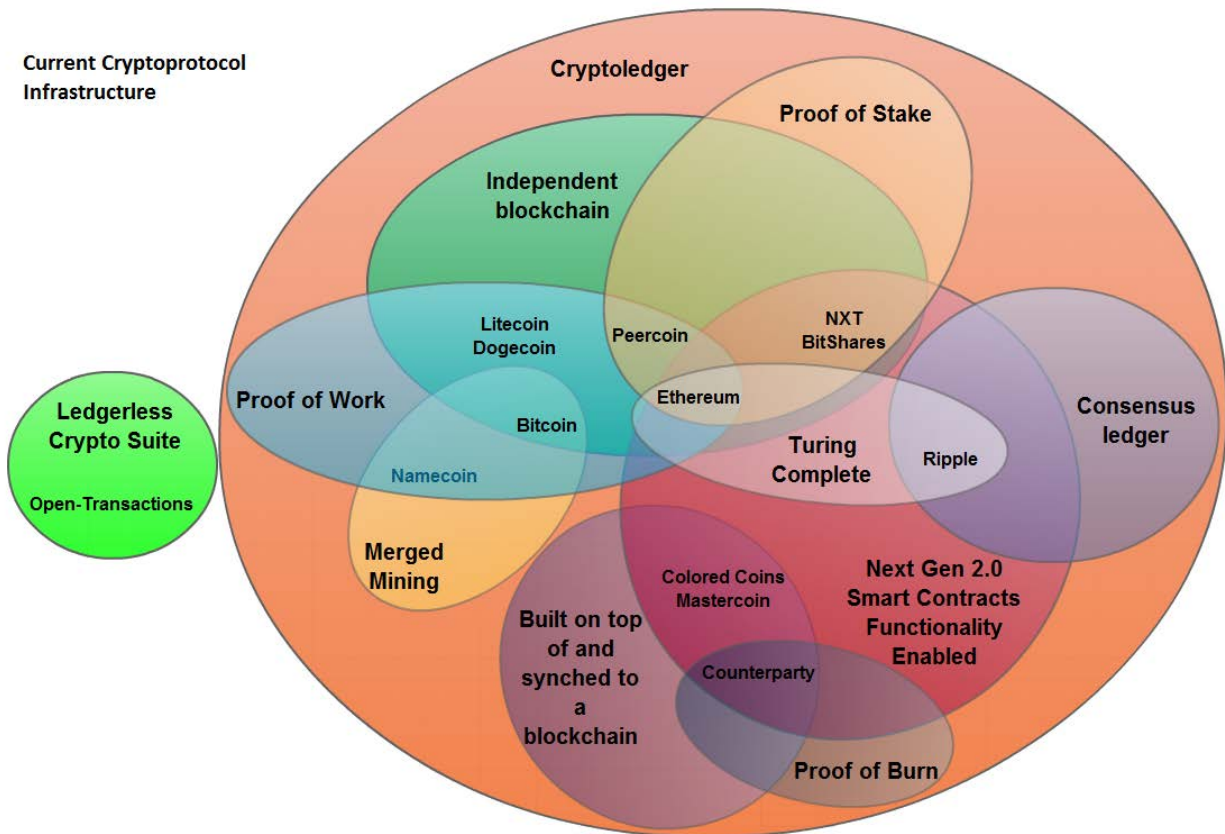 Current Cryptoprotocol
Infrastructure
Cryptoledger
Proof of Stake
Independent
blockchain
Litecoin
Dogecoin
Peercoin
NXT
BitShares
Proof of Work
Ethereum
Bitcoin
Namecoin
Turing
Complete
Ripple
Consensus
ledger
Ledgerless
Crypto Suite
Open-Transactions
Merged
Mining
Colored Coins
Mastercoin
Next Gen 2.0
Smart Contracts
Functionality
Enabled
Built on top
of and
synched to
a
blockchain
Counterparty
Proof of Burn